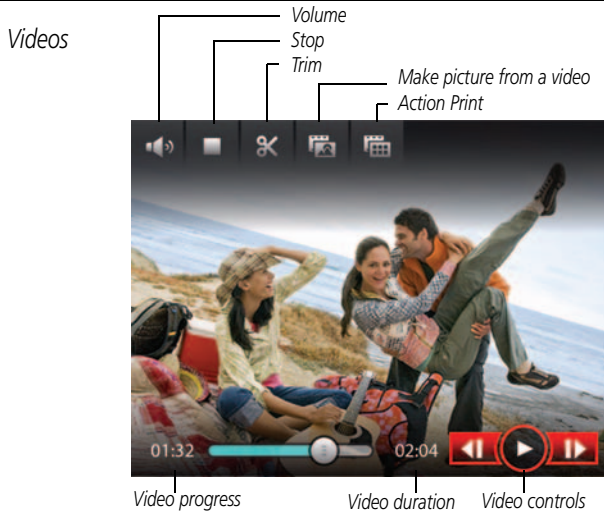 Videos
Volume
Stop
Trim
Make picture from a video
Action Print
01:32
02:04
Video progress
Video duration
Video controls